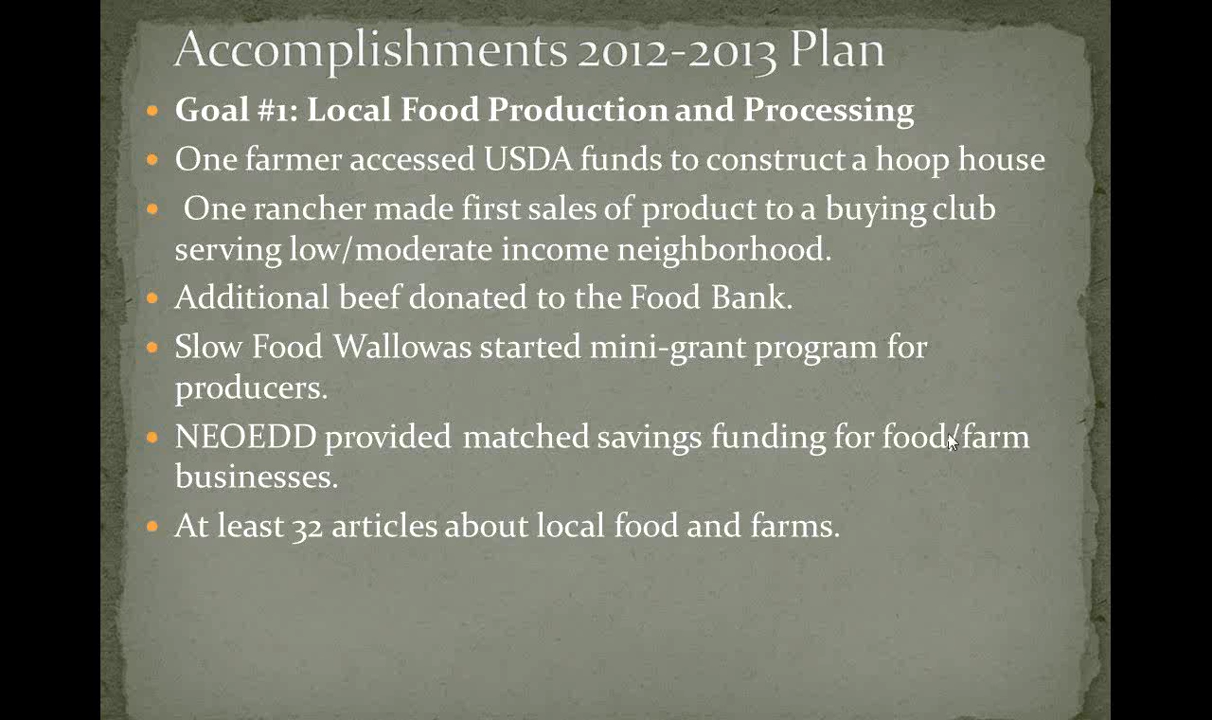 Accomplishments 2012-2013 Plan
• Goal #1: Local Food Production and Processing
• One farmer accessed USDA funds to construct a hoop house
• One rancher made first sales of product to a buying club
serving low/moderate income neighborhood.
• Additional beef donated to the Food Bank.
• Slow Food Wallowas started mini-grant program for
producers.
• NEOEDD provided matched savings funding for food/farm
businesses.
• At least 32 articles about local food and farms.